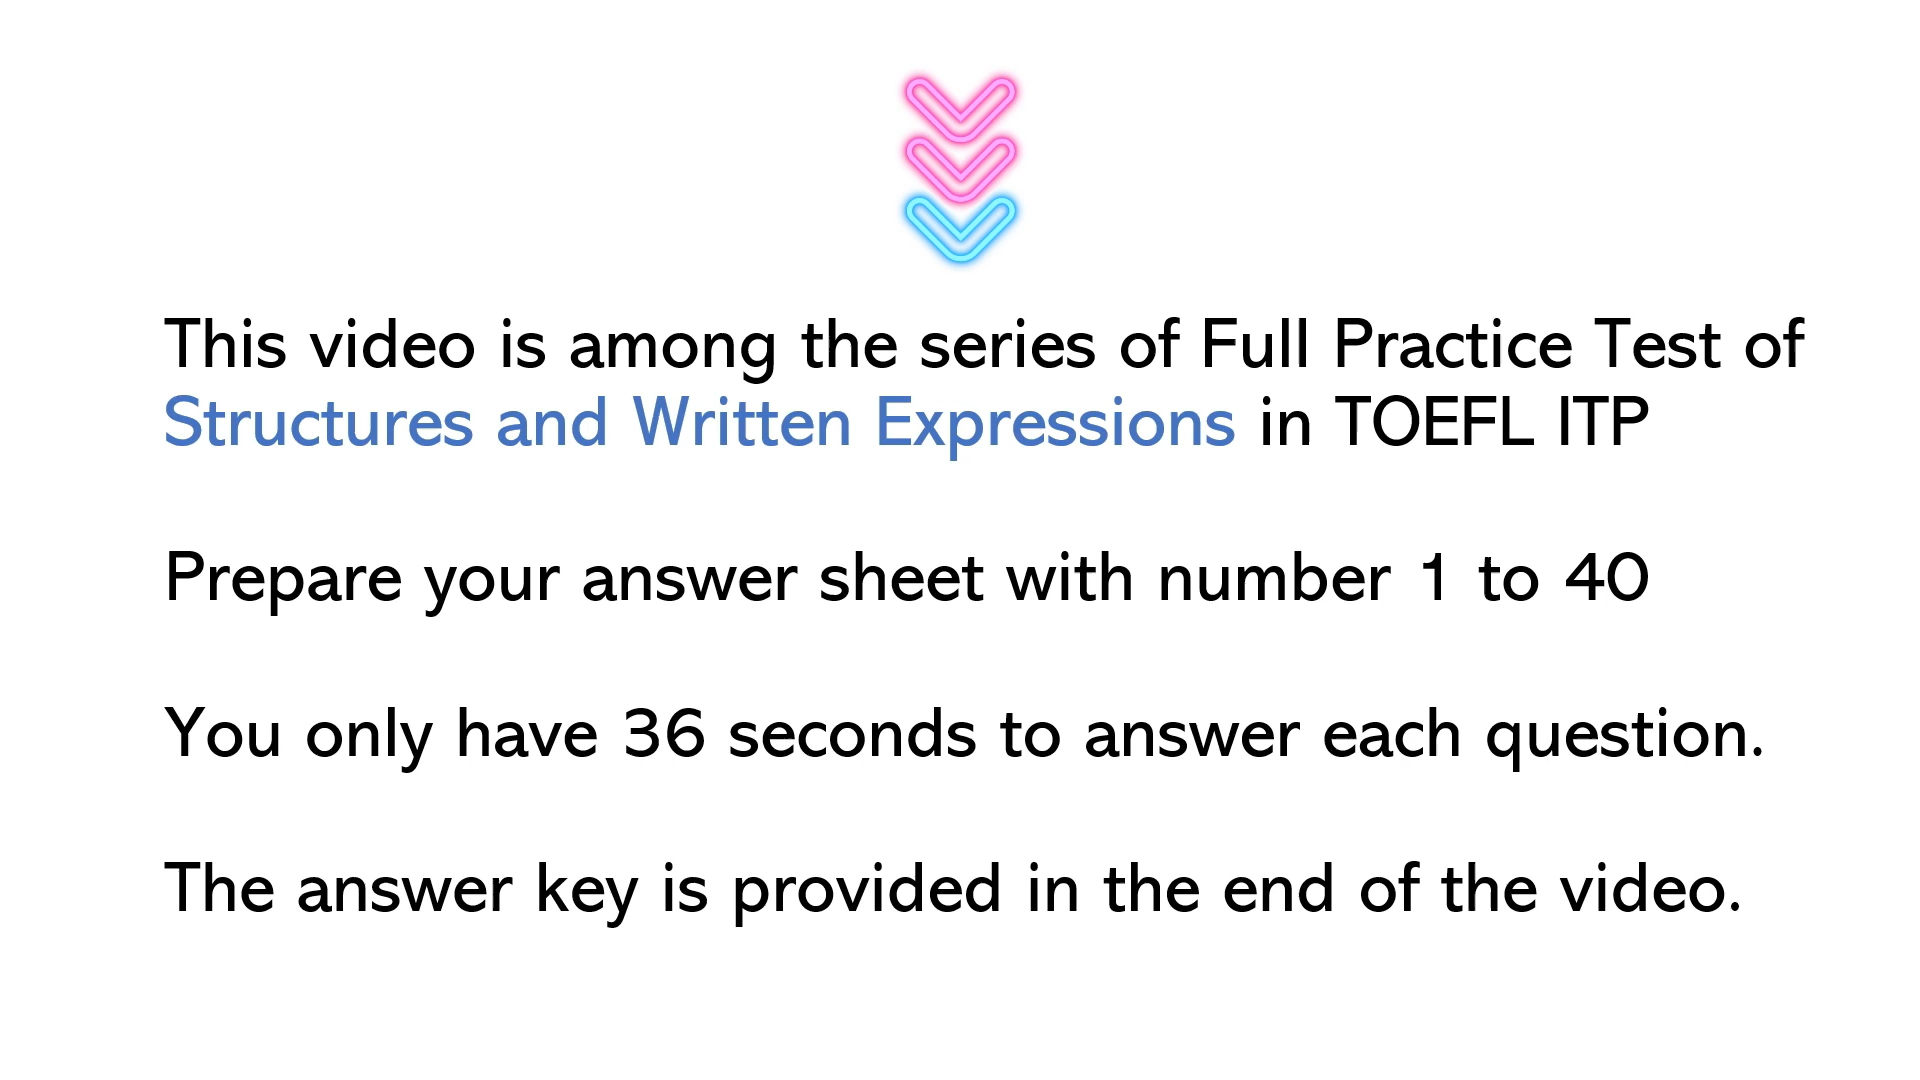 This video is among the series of Full Practice Test of
Structures and Written Expressions in TOEFL ITP
Prepare your answer sheet with number 1 to 40
You only have 36 seconds to answer each question.
The answer key is provided in the end of the video.